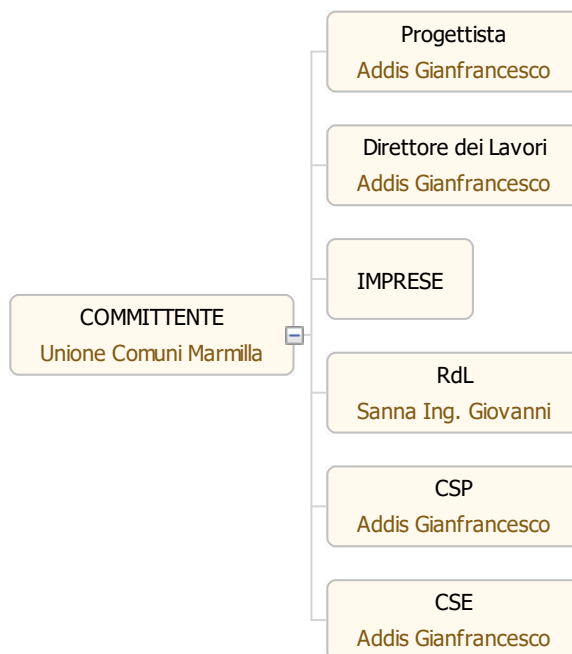 Progettista
Addis Gianfrancesco
Direttore dei Lavori
Addis Gianfrancesco
IMPRESE
COMMITTENTE
Unione Comuni Marmilla
RdL
Sanna Ing. Giovanni
CSP
Addis Gianfrancesco
CSE
Addis Gianfrancesco